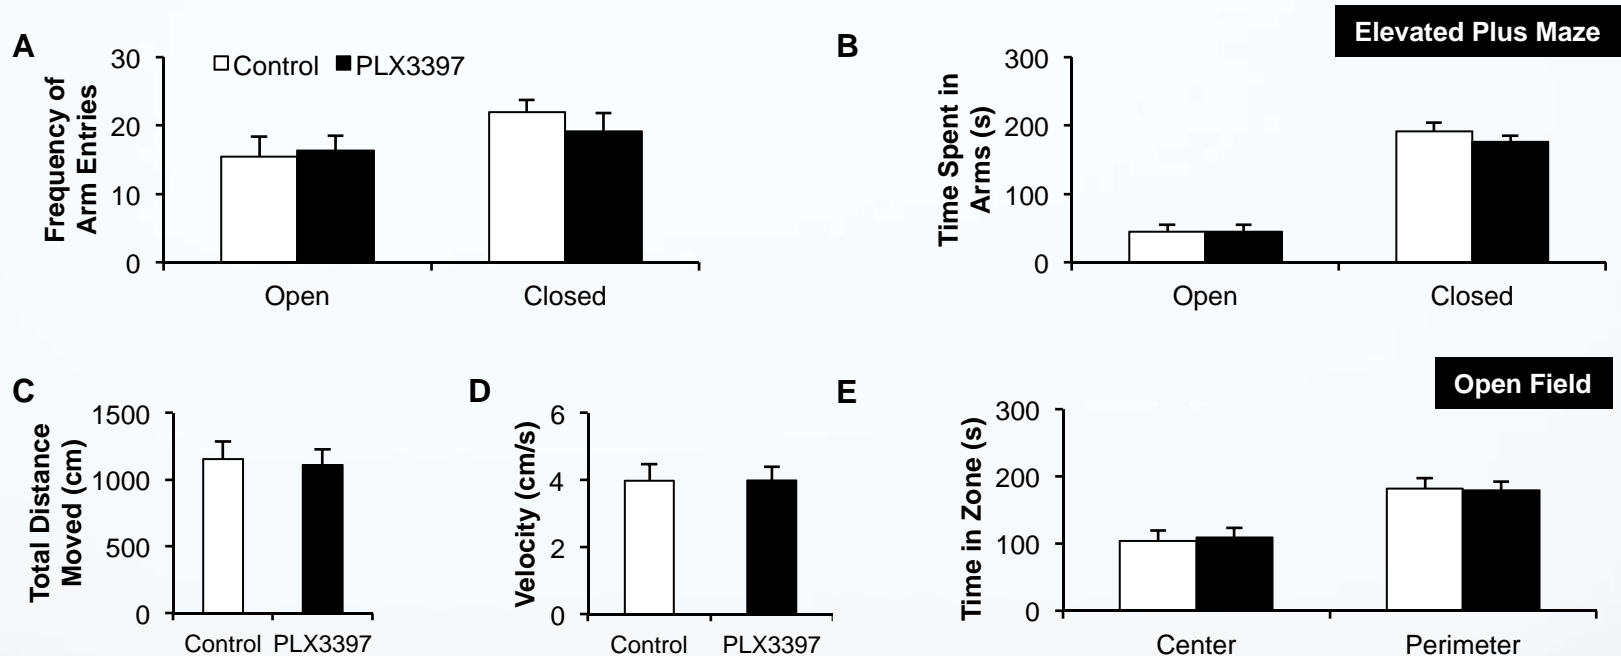 Elevated Plus Maze
A
Frequency of
Arm Entries
30
20
10
0
Control
PLX3397
Open
Closed
B
Time Spent in
Arms (s)
300
200
100
0
Open
Closed
Open Field
C
Total Distance
Moved (cm)
1500
1000
500
0
Control
PLX3397
D
Velocity (cm/s)
6
4
2
0
Control
PLX3397
E
Time in Zone (s)
300
200
100
0
Center
Perimeter